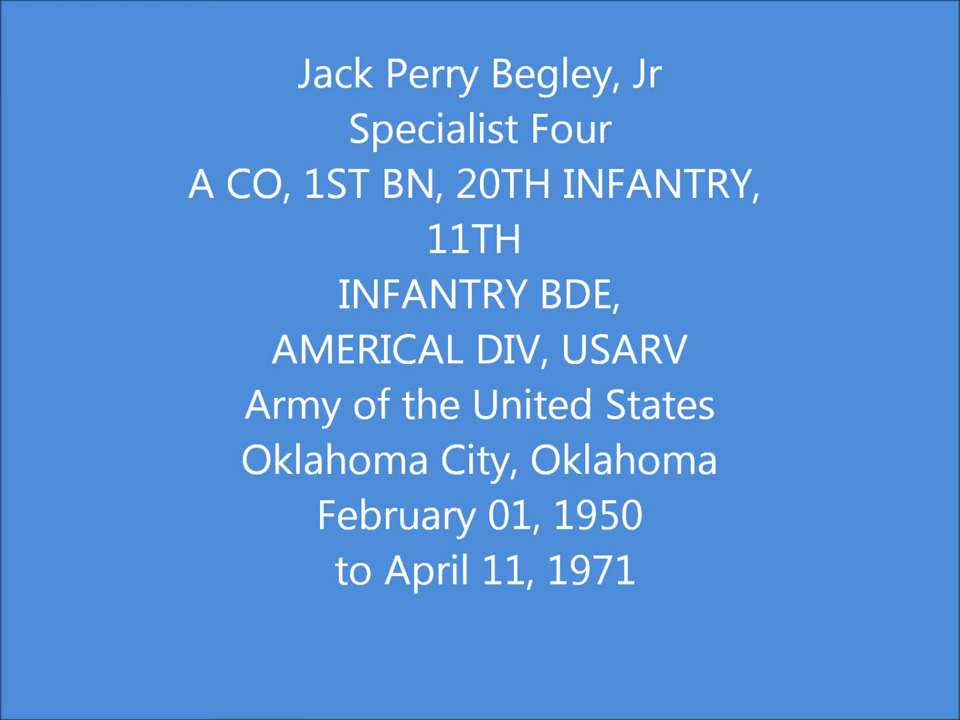 Jack Perry Begley, Jr
Specialist Four
A CO, 1ST BN, 20TH INFANTRY,
11TH
INFANTRY BDE,
AMERICAL DIV, USARV
Army of the United States
Oklahoma City, Oklahoma
February 01, 1950
to April 11, 1971